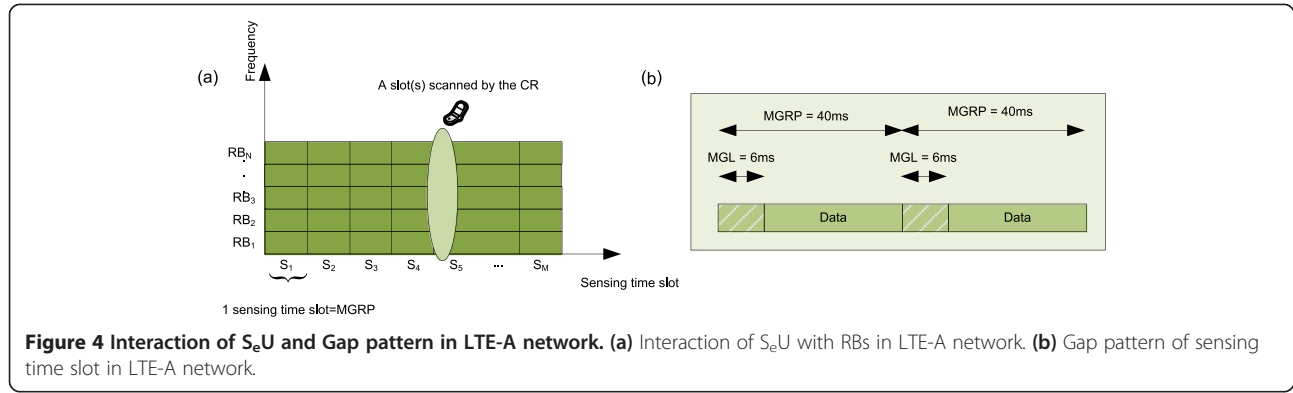 (a)
Frequency
A slot(s) scanned by the CR
RB_N
.
.
.
RB_3
RB_2
RB_1
S_1 S_2 S_3 S_4 S_5 ... S_M
Sensing time slot
1 sensing time slot=MGRP
(b)
MGRP = 40ms MGRP = 40ms
MGL = 6ms MGL = 6ms
Data Data
Figure 4 Interaction of S_eU and Gap pattern in LTE-A network. (a) Interaction of S_eU with RBs in LTE-A network. (b) Gap pattern of sensing
time slot in LTE-A network.